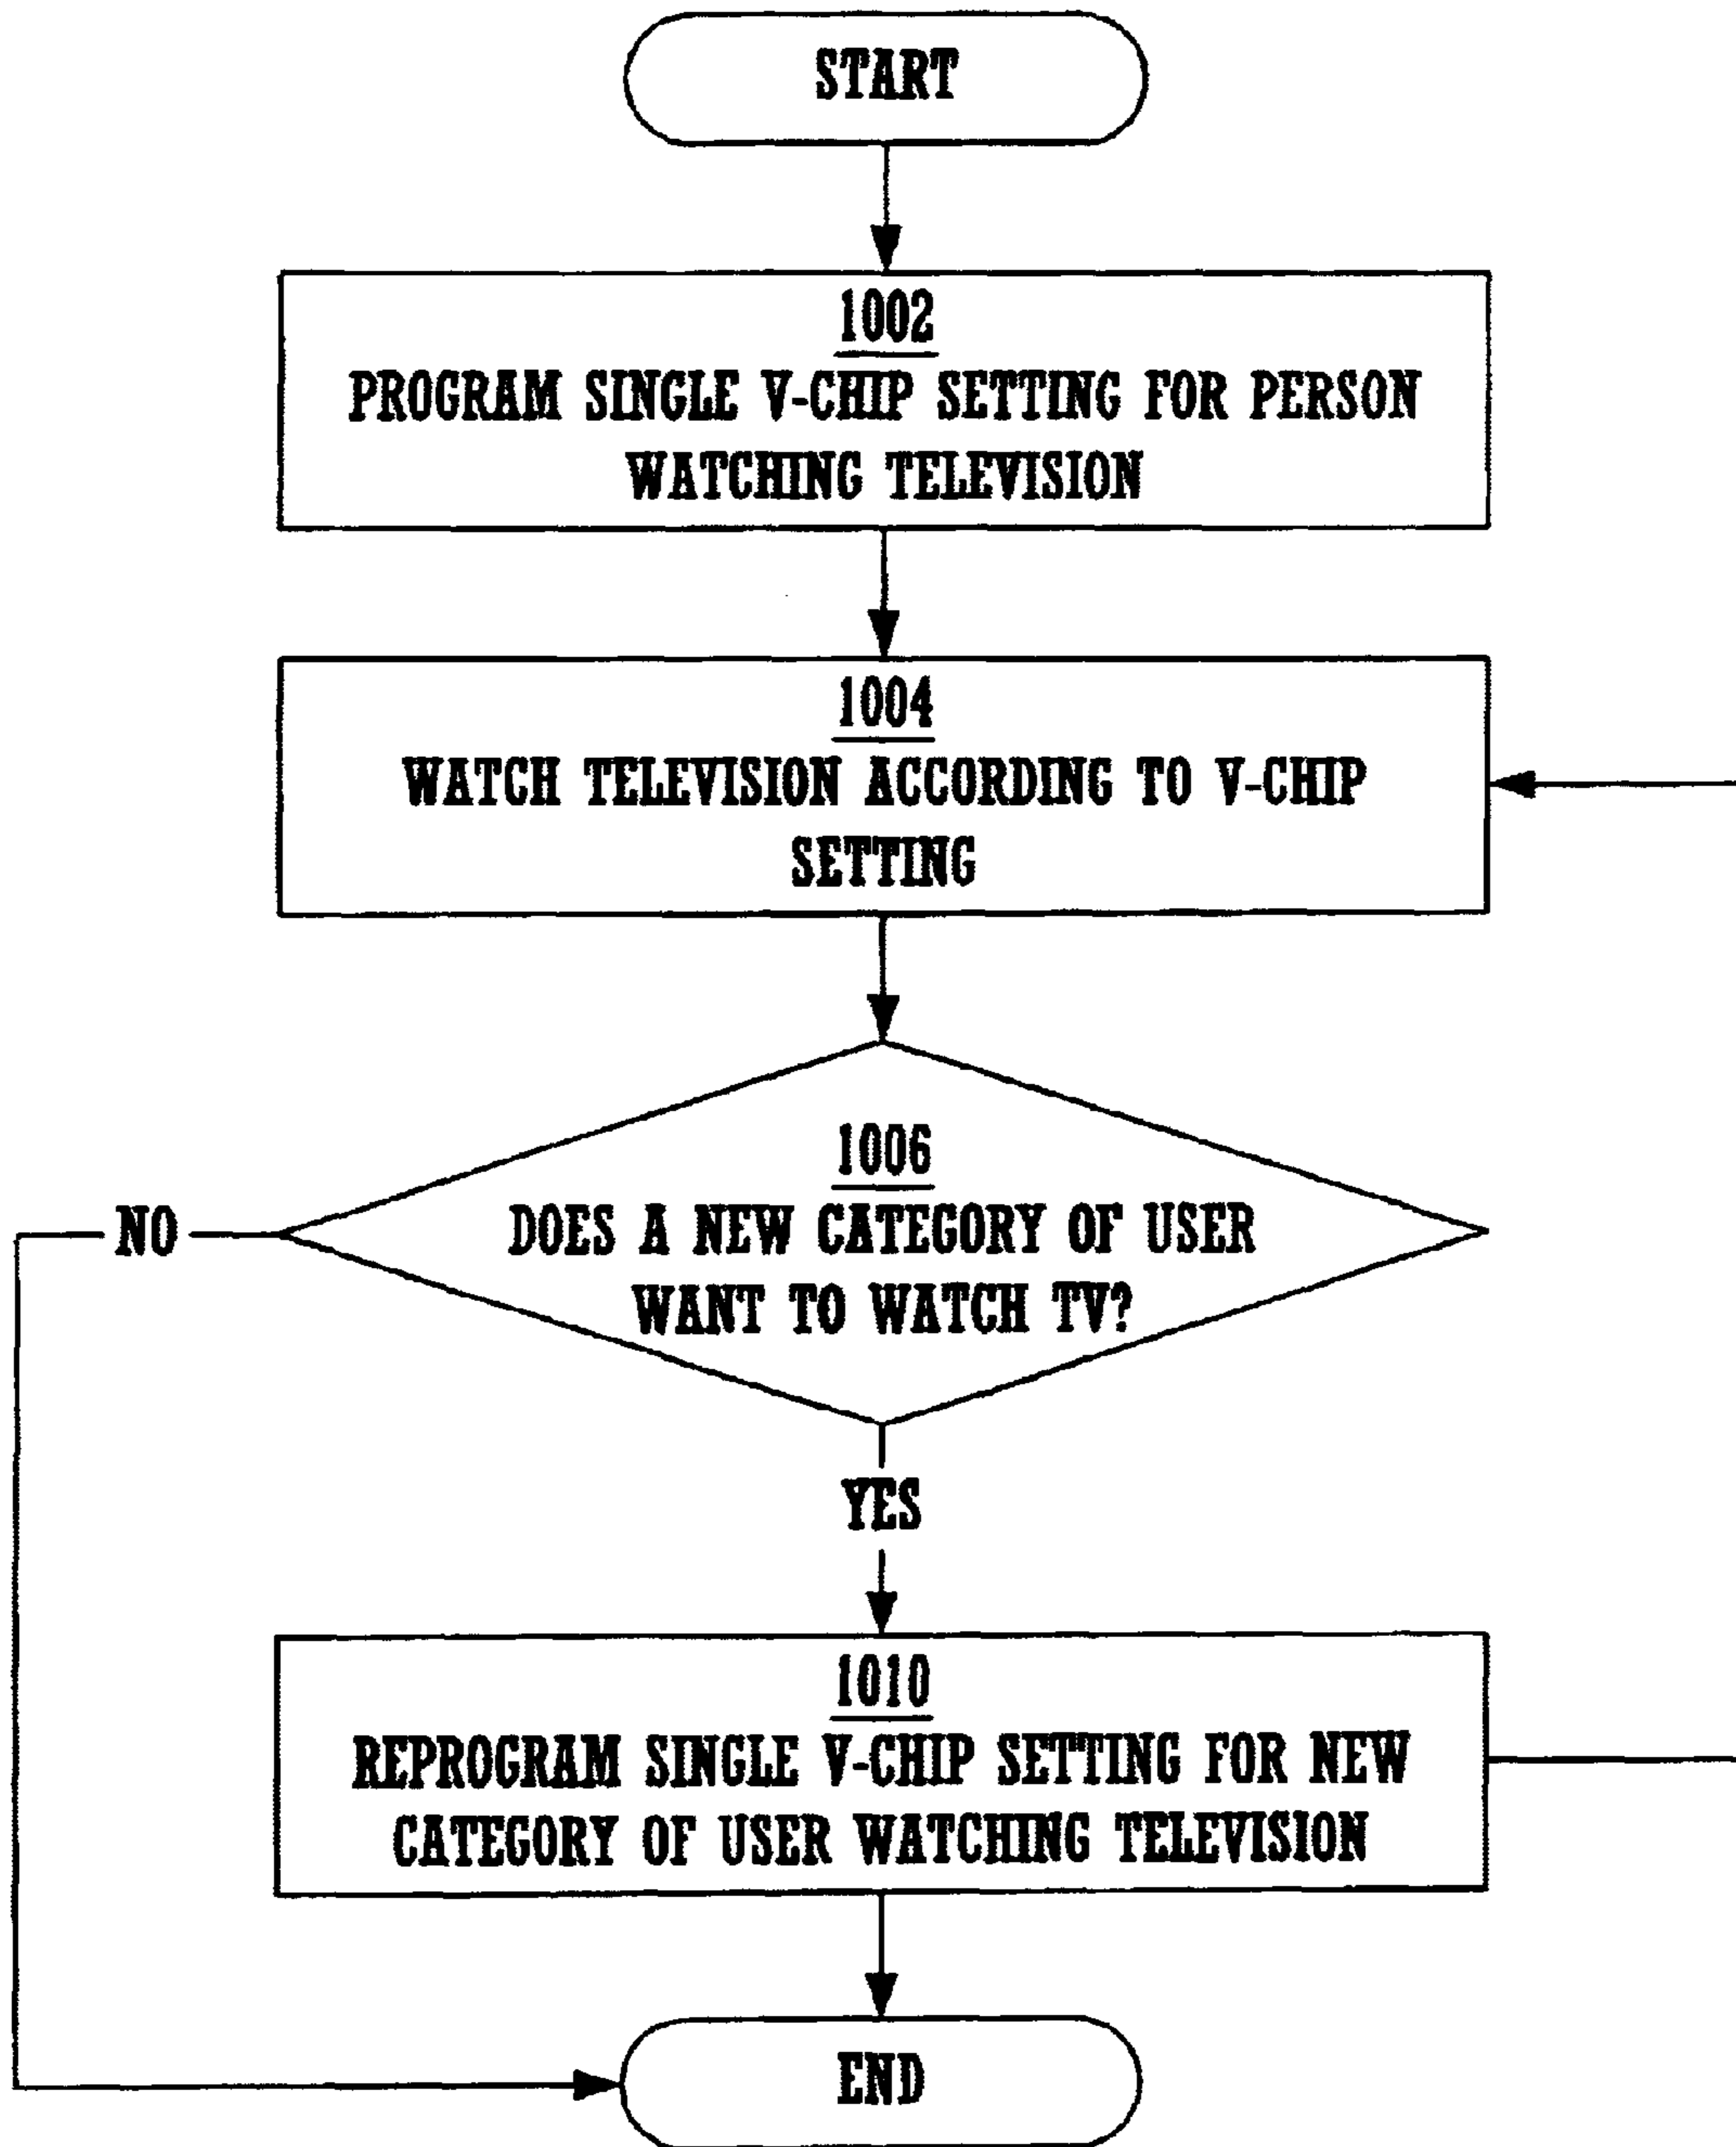 START
1002
PROGRAM SINGLE V-CHIP SETTING FOR PERSON
WATCHING TELEVISION
1004
WATCH TELEVISION ACCORDING TO V-CHIP
SETTING
1006
DOES A NEW CATEGORY OF USER
WANT TO WATCH TV?
NO
YES
1010
REPROGRAM SINGLE V-CHIP SETTING FOR NEW
CATEGORY OF USER WATCHING TELEVISION
END